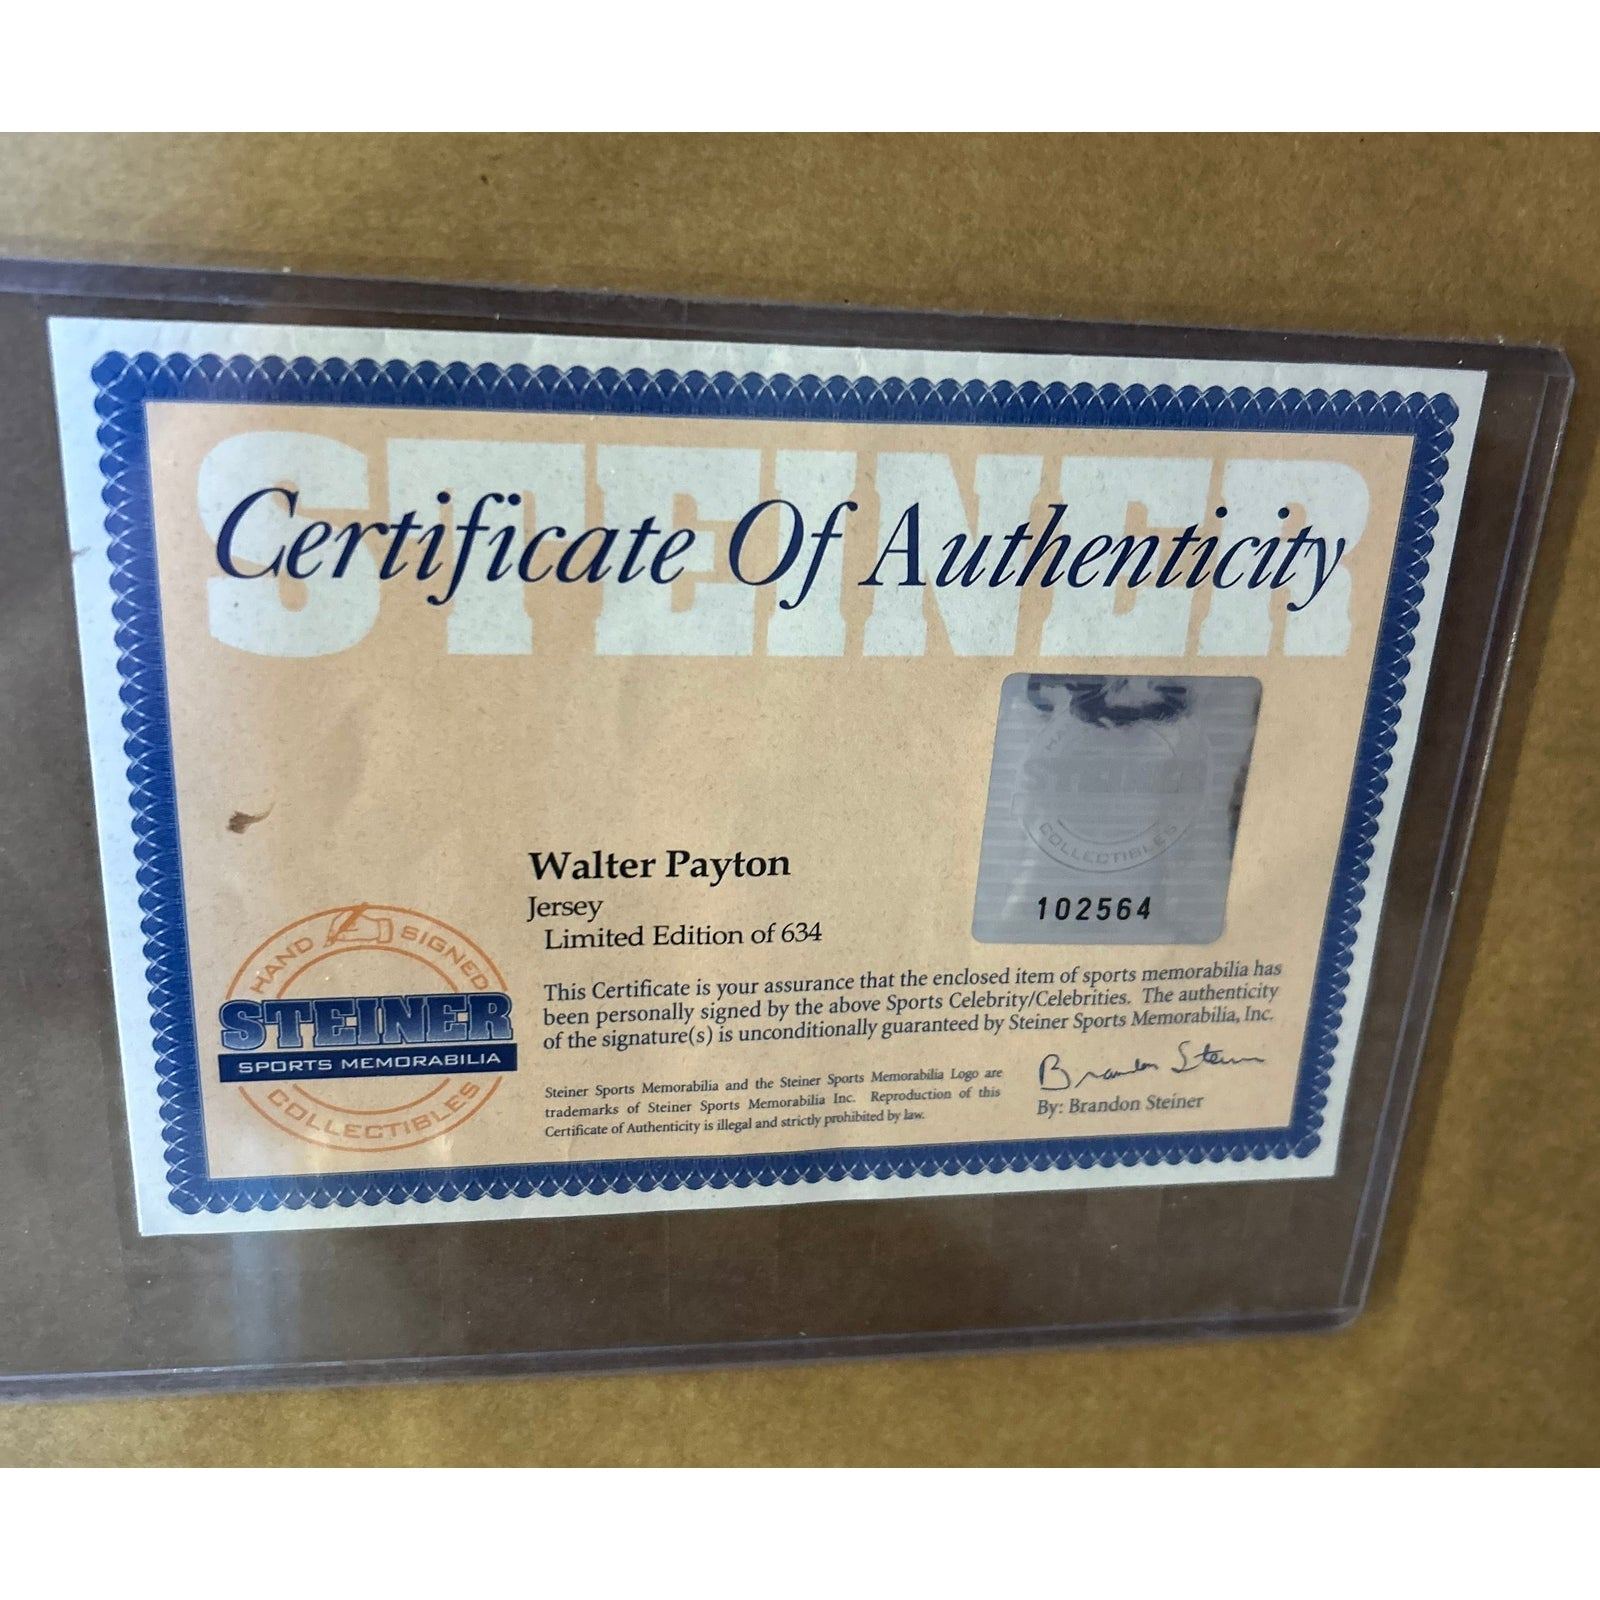 STEINER
Certificate Of Authenticity
STEINER
COLLECTIBLES
102564
Walter Payton
Jersey
Limited Edition of 634
HAND SIGNED
STEINER
SPORTS MEMORABILIA
COLLECTIBLES
This Certificate is your assurance that the enclosed item of sports memorabilia has
been personally signed by the above Sports Celebrity/Celebrities. The authenticity
of the signature(s) is unconditionally guaranteed by Steiner Sports Memorabilia, Inc.
Steiner Sports Memorabilia and the Steiner Sports Memorabilia Logo are
trademarks of Steiner Sports Memorabilia Inc. Reproduction of this
Certificate of Authenticity is illegal and strictly prohibited by law.
Brandon Steiner
By: Brandon Steiner